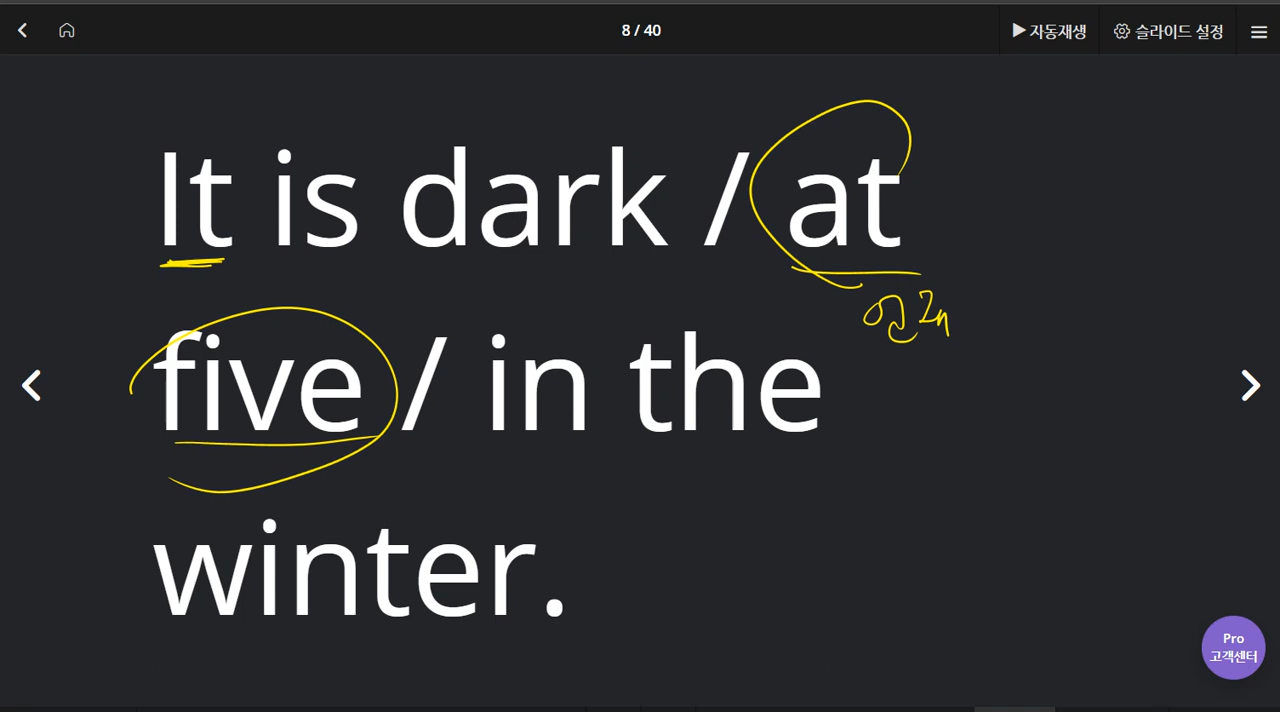 8 / 40
▶ 자동재생
슬라이드 설정
It is dark / at
five / in the
winter.
Pro
고객센터